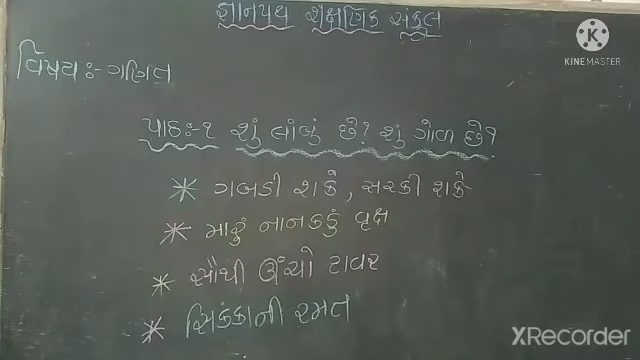 જ્ઞાનપથ શૈક્ષણિક સંકુલ
KINEMASTER
વિષય:- ગણિત
પાઠ:-૧ શું લાંબું છે? શું ગોળ છે?
* ગબડી શકે, સરકી શકે
* મારું નાનકડું વૃક્ષ
* સૌથી ઊંચો ટાવર
* સિક્કાની રમત
XRecorder